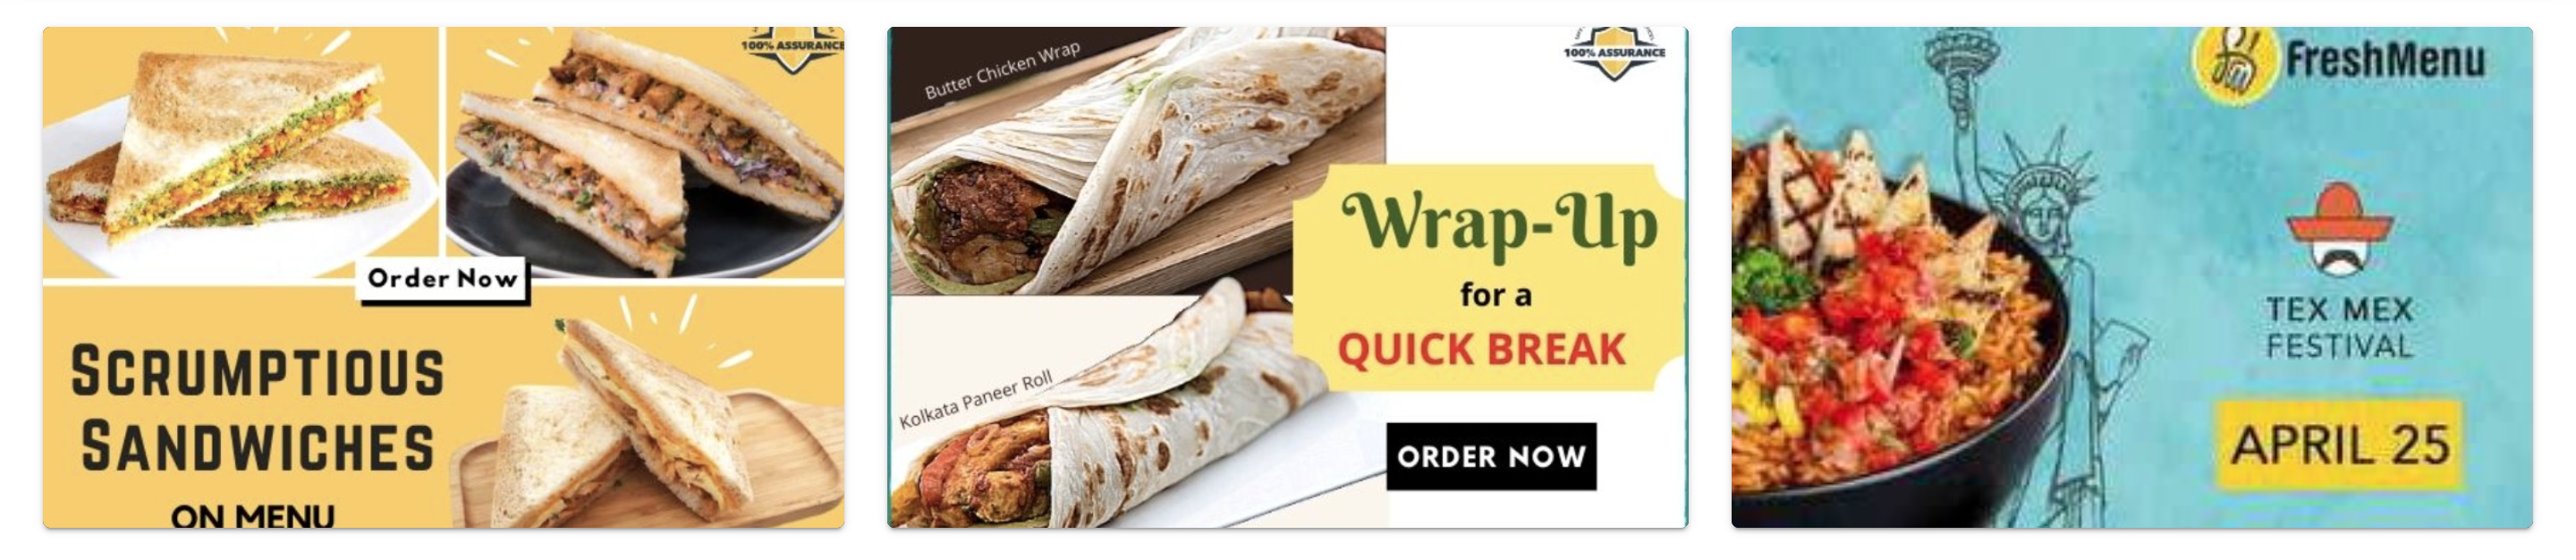 100% ASSURANCE
Order Now
SCRUMPTIOUS
SANDWICHES
ON MENU
Butter Chicken Wrap
100% ASSURANCE
Wrap-Up
for a
QUICK BREAK
Kolkata Paneer Roll
ORDER NOW
FreshMenu
TEX MEX
FESTIVAL
APRIL 25